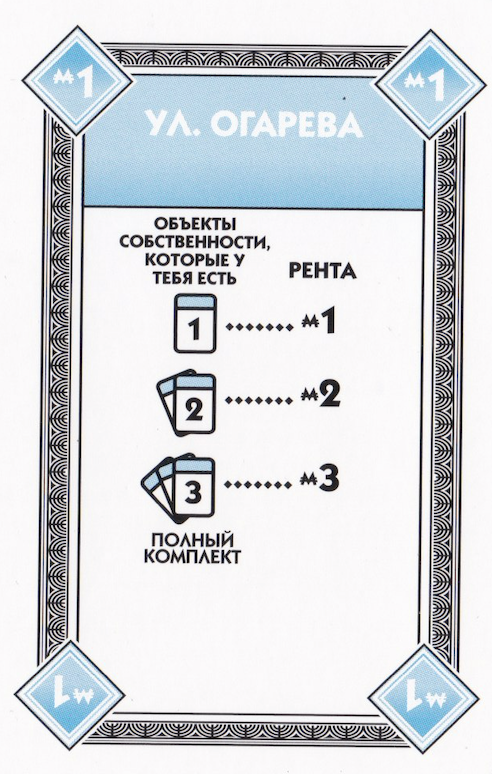 ₩1
₩1
УЛ. ОГАРЕВА
ОБЪЕКТЫ
СОБСТВЕННОСТИ,
КОТОРЫЕ У
ТЕБЯ ЕСТЬ
РЕНТА
1 ....... ₩1
2 ....... ₩2
3 ....... ₩3
ПОЛНЫЙ
КОМПЛЕКТ
₩1
₩1